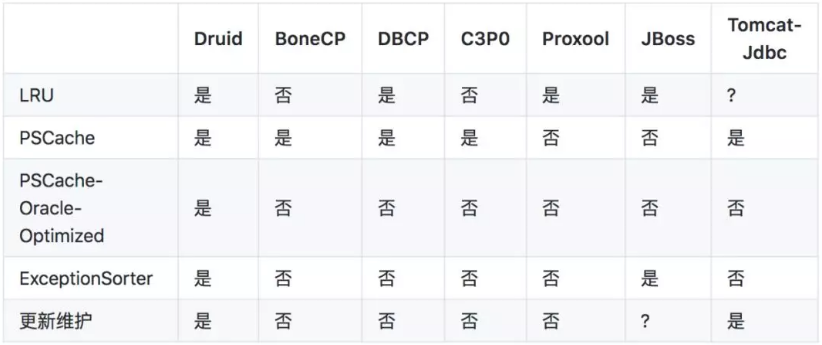 Druid BoneCP DBCP C3P0 Proxool JBoss Tomcat-
Jdbc
LRU 是 否 是 否 是 是 ?
PSCache 是 是 是 是 否 否 是
PSCache-
Oracle-
Optimized
是 否 否 否 否 否 否
ExceptionSorter 是 否 否 否 否 是 否
更新维护 是 否 否 否 否 ? 是